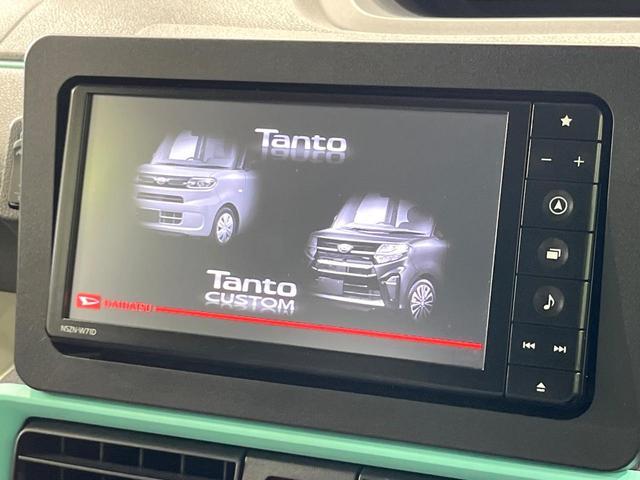 Tanto
Tanto
CUSTOM
DAIHATSU
NSZN-W71D